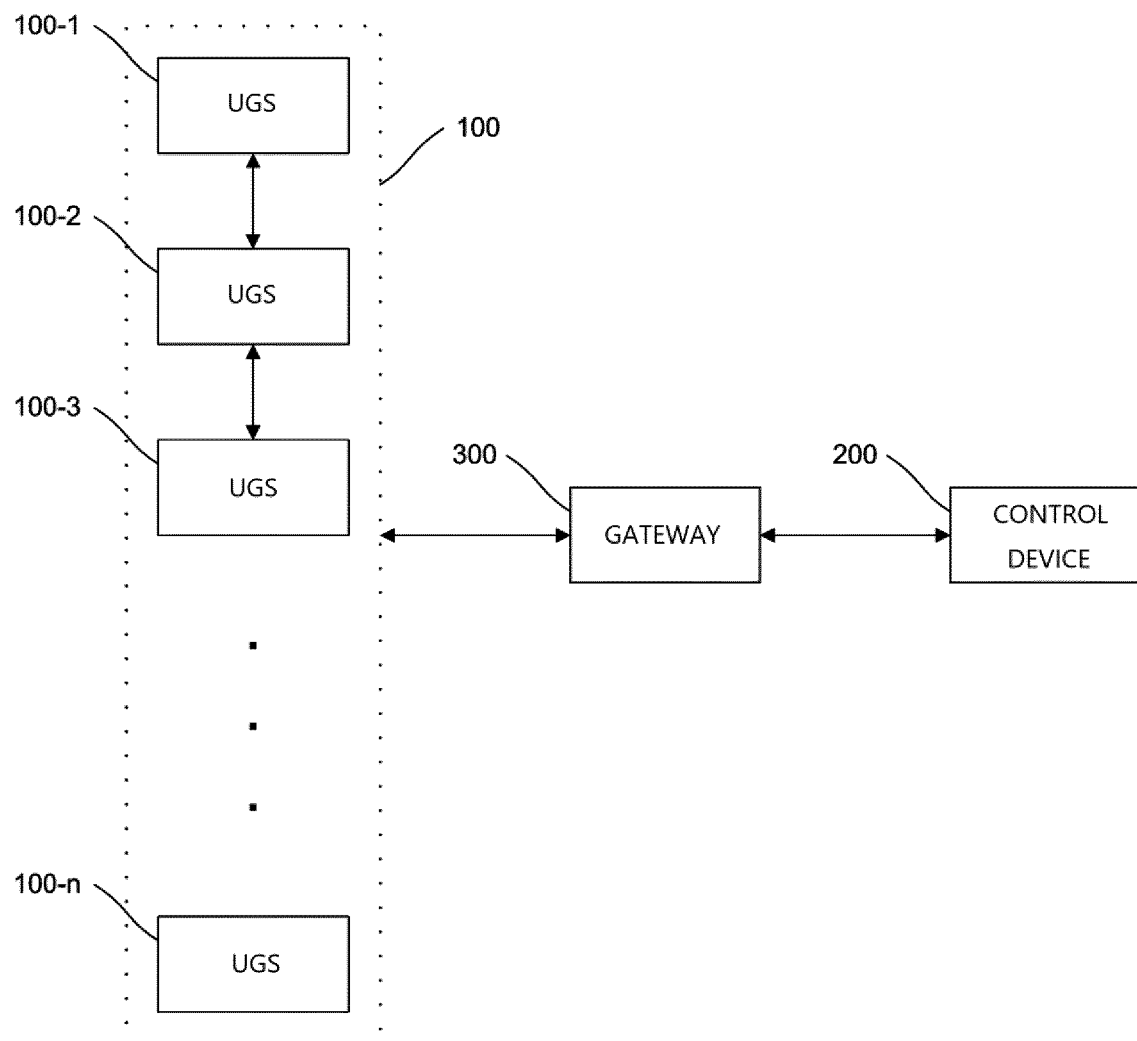 100-1
UGS
100
100-2
UGS
100-3
UGS
300
GATEWAY
200
CONTROL
DEVICE
100-n
UGS